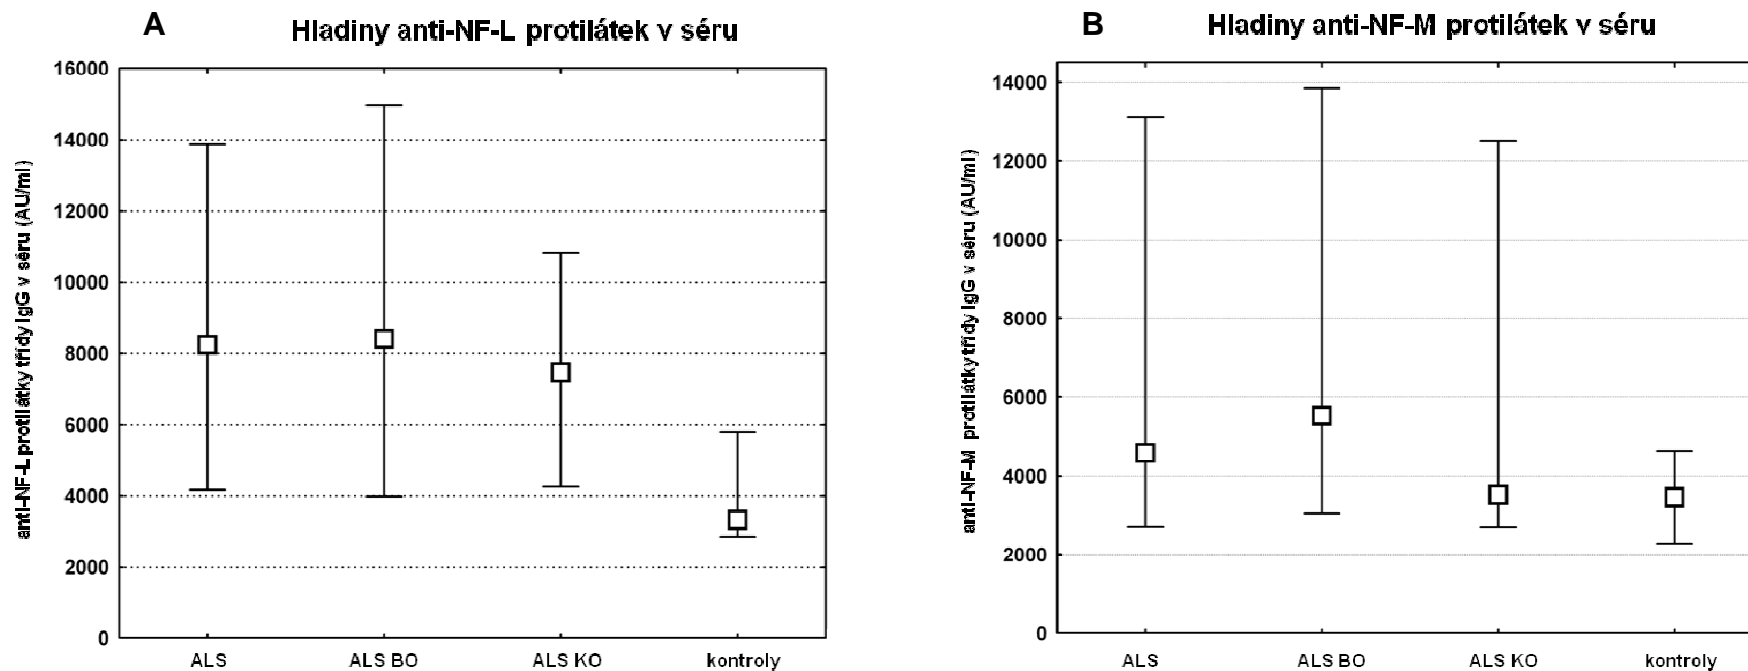 A
Hladiny anti-NF-L protilátek v séru
anti-NF-L protilátky třídy IgG v séru (AU/ml)
16000
14000
12000
10000
8000
6000
4000
2000
0
ALS ALS BO ALS KO kontroly
B
Hladiny anti-NF-M protilátek v séru
anti-NF-M protilátky třídy IgG v séru (AU/ml)
14000
12000
10000
8000
6000
4000
2000
0
ALS ALS BO ALS KO kontroly